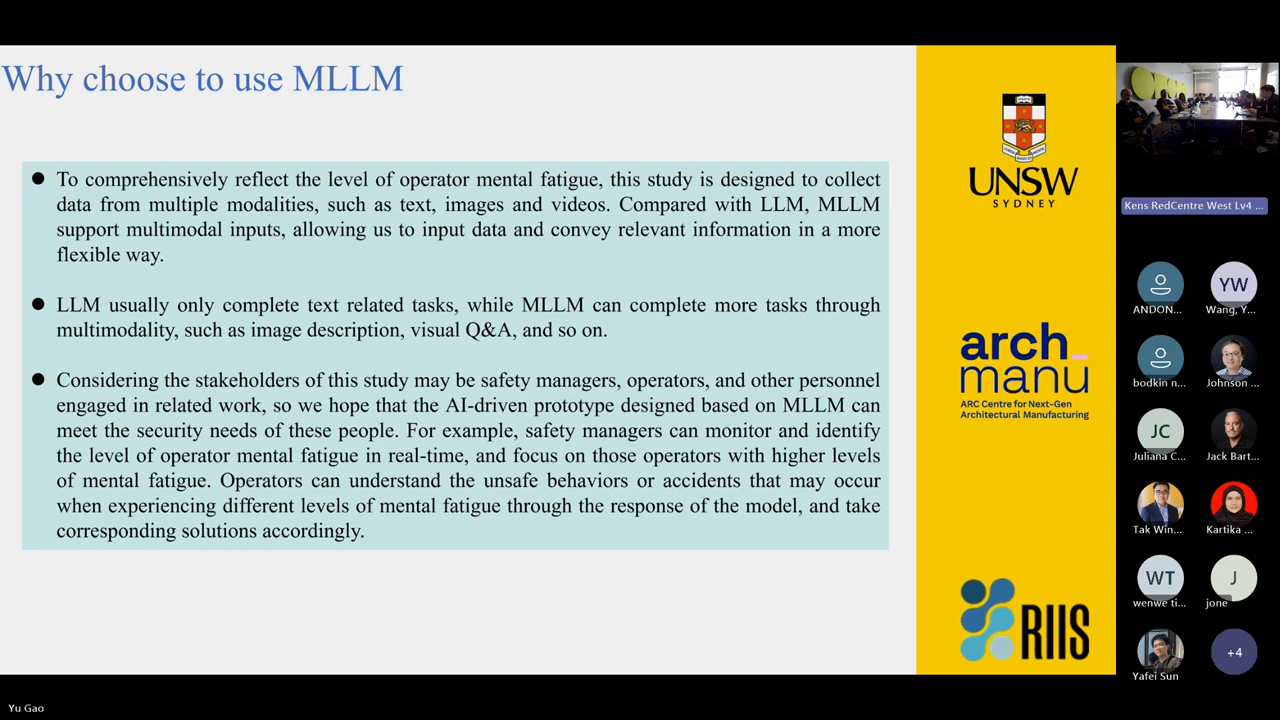 Why choose to use MLLM
● To comprehensively reflect the level of operator mental fatigue, this study is designed to collect
data from multiple modalities, such as text, images and videos. Compared with LLM, MLLM
support multimodal inputs, allowing us to input data and convey relevant information in a more
flexible way.
● LLM usually only complete text related tasks, while MLLM can complete more tasks through
multimodality, such as image description, visual Q&A, and so on.
● Considering the stakeholders of this study may be safety managers, operators, and other personnel
engaged in related work, so we hope that the AI-driven prototype designed based on MLLM can
meet the security needs of these people. For example, safety managers can monitor and identify
the level of operator mental fatigue in real-time, and focus on those operators with higher levels
of mental fatigue. Operators can understand the unsafe behaviors or accidents that may occur
when experiencing different levels of mental fatigue through the response of the model, and take
corresponding solutions accordingly.
UNSW
SYDNEY
arch_
manu
ARC Centre for Next-Gen
Architectural Manufacturing
RIIS
Kens RedCentre West Lv4 ...
ANDON...
YW
Wang, Y...
bodkin n...
Johnson ...
JC
Juliana C...
Jack Bart...
Tak Win...
Kartika ...
WT
wenwe ti...
J
jone
Yafei Sun
+4
Yu Gao